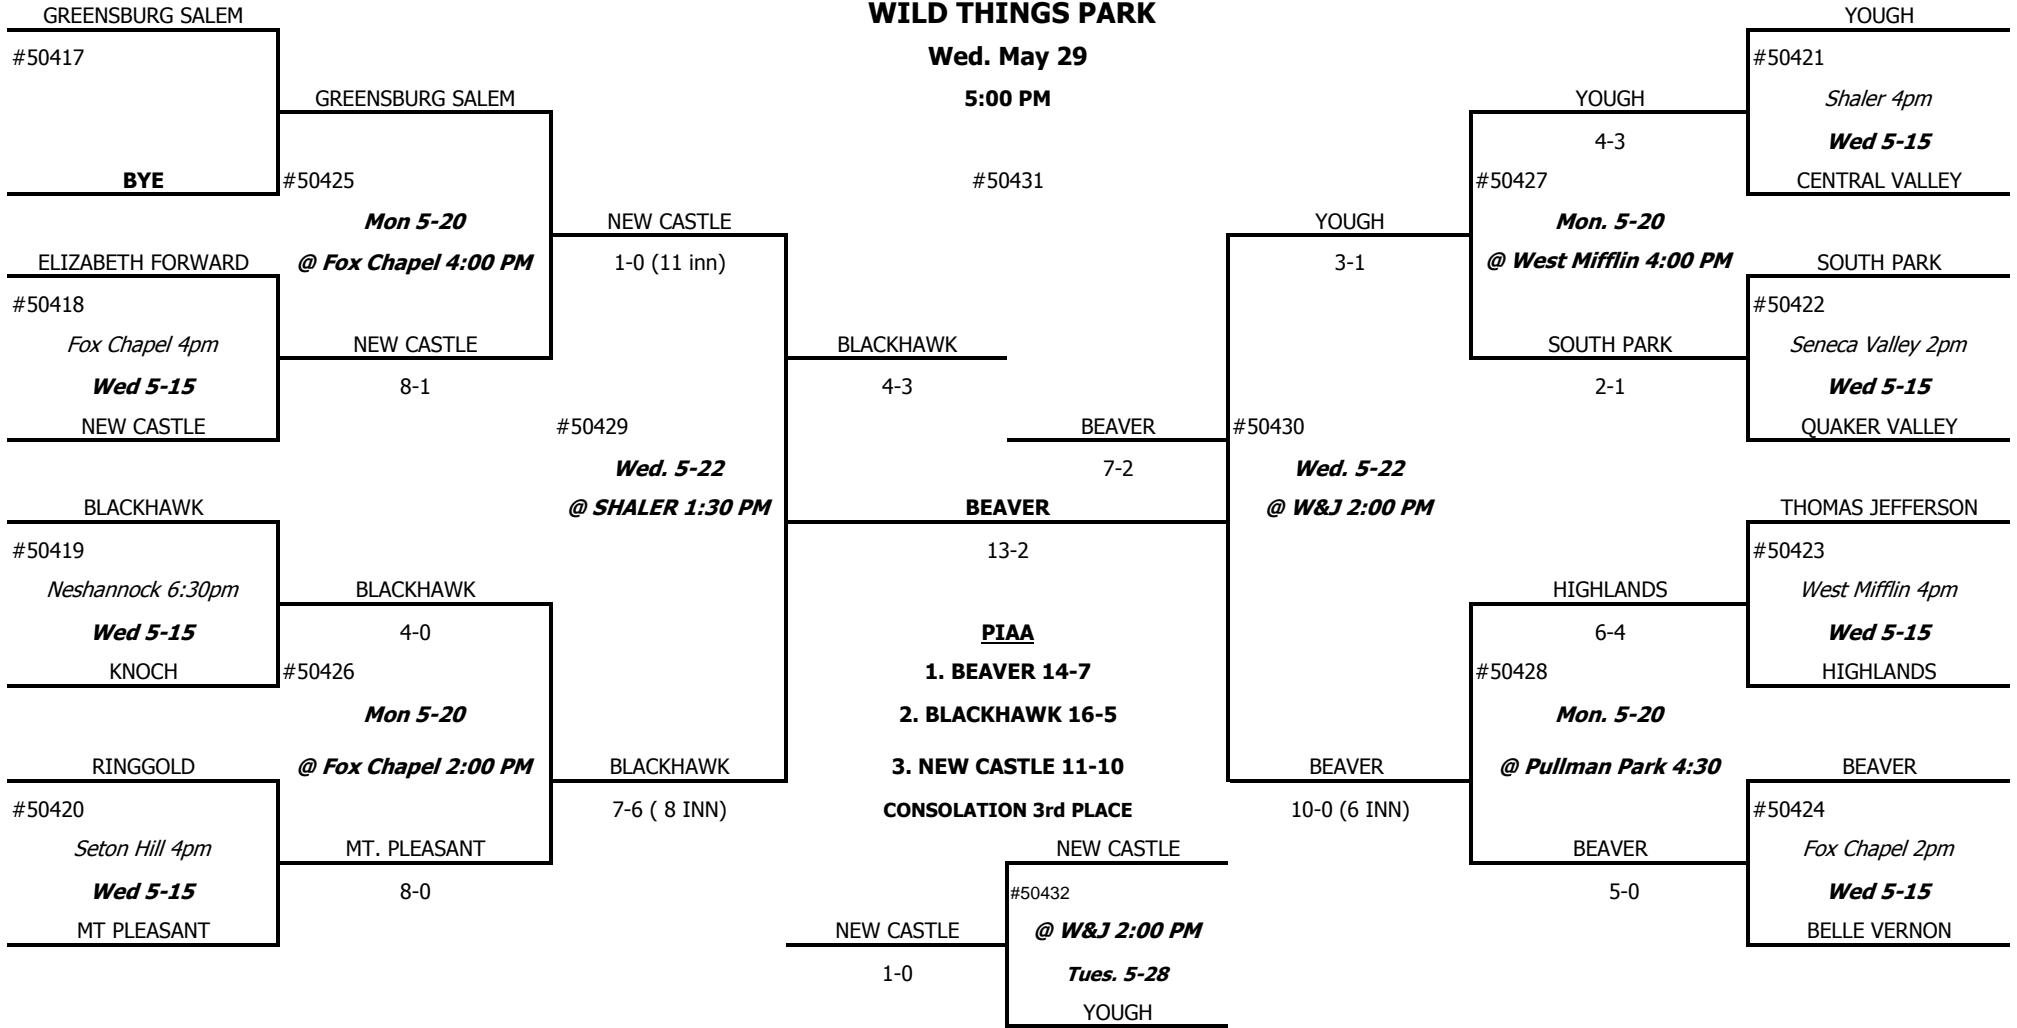 GREENSBURG SALEM
#50417
GREENSBURG SALEM
BYE
#50425
Mon 5-20
@ Fox Chapel 4:00 PM
NEW CASTLE
1-0 (11 inn)
ELIZABETH FORWARD
#50418
Fox Chapel 4pm
Wed 5-15
NEW CASTLE
NEW CASTLE
8-1
#50429
Wed. 5-22
@ SHALER 1:30 PM
BLACKHAWK
4-3
BLACKHAWK
#50419
Neshannock 6:30pm
Wed 5-15
KNOCH
BLACKHAWK
4-0
#50426
Mon 5-20
@ Fox Chapel 2:00 PM
BLACKHAWK
7-6 ( 8 INN)
RINGGOLD
#50420
Seton Hill 4pm
Wed 5-15
MT PLEASANT
MT. PLEASANT
8-0
WILD THINGS PARK
Wed. May 29
5:00 PM
#50431
BEAVER
7-2
BEAVER
13-2
PIAA
1. BEAVER 14-7
2. BLACKHAWK 16-5
3. NEW CASTLE 11-10
CONSOLATION 3rd PLACE
NEW CASTLE
#50432
@ W&J 2:00 PM
Tues. 5-28
YOUGH
NEW CASTLE
1-0
YOUGH
3-1
#50430
Wed. 5-22
@ W&J 2:00 PM
BEAVER
10-0 (6 INN)
YOUGH
4-3
#50427
Mon. 5-20
@ West Mifflin 4:00 PM
SOUTH PARK
2-1
HIGHLANDS
6-4
#50428
Mon. 5-20
@ Pullman Park 4:30
BEAVER
5-0
YOUGH
#50421
Shaler 4pm
Wed 5-15
CENTRAL VALLEY
SOUTH PARK
#50422
Seneca Valley 2pm
Wed 5-15
QUAKER VALLEY
THOMAS JEFFERSON
#50423
West Mifflin 4pm
Wed 5-15
HIGHLANDS
BEAVER
#50424
Fox Chapel 2pm
Wed 5-15
BELLE VERNON